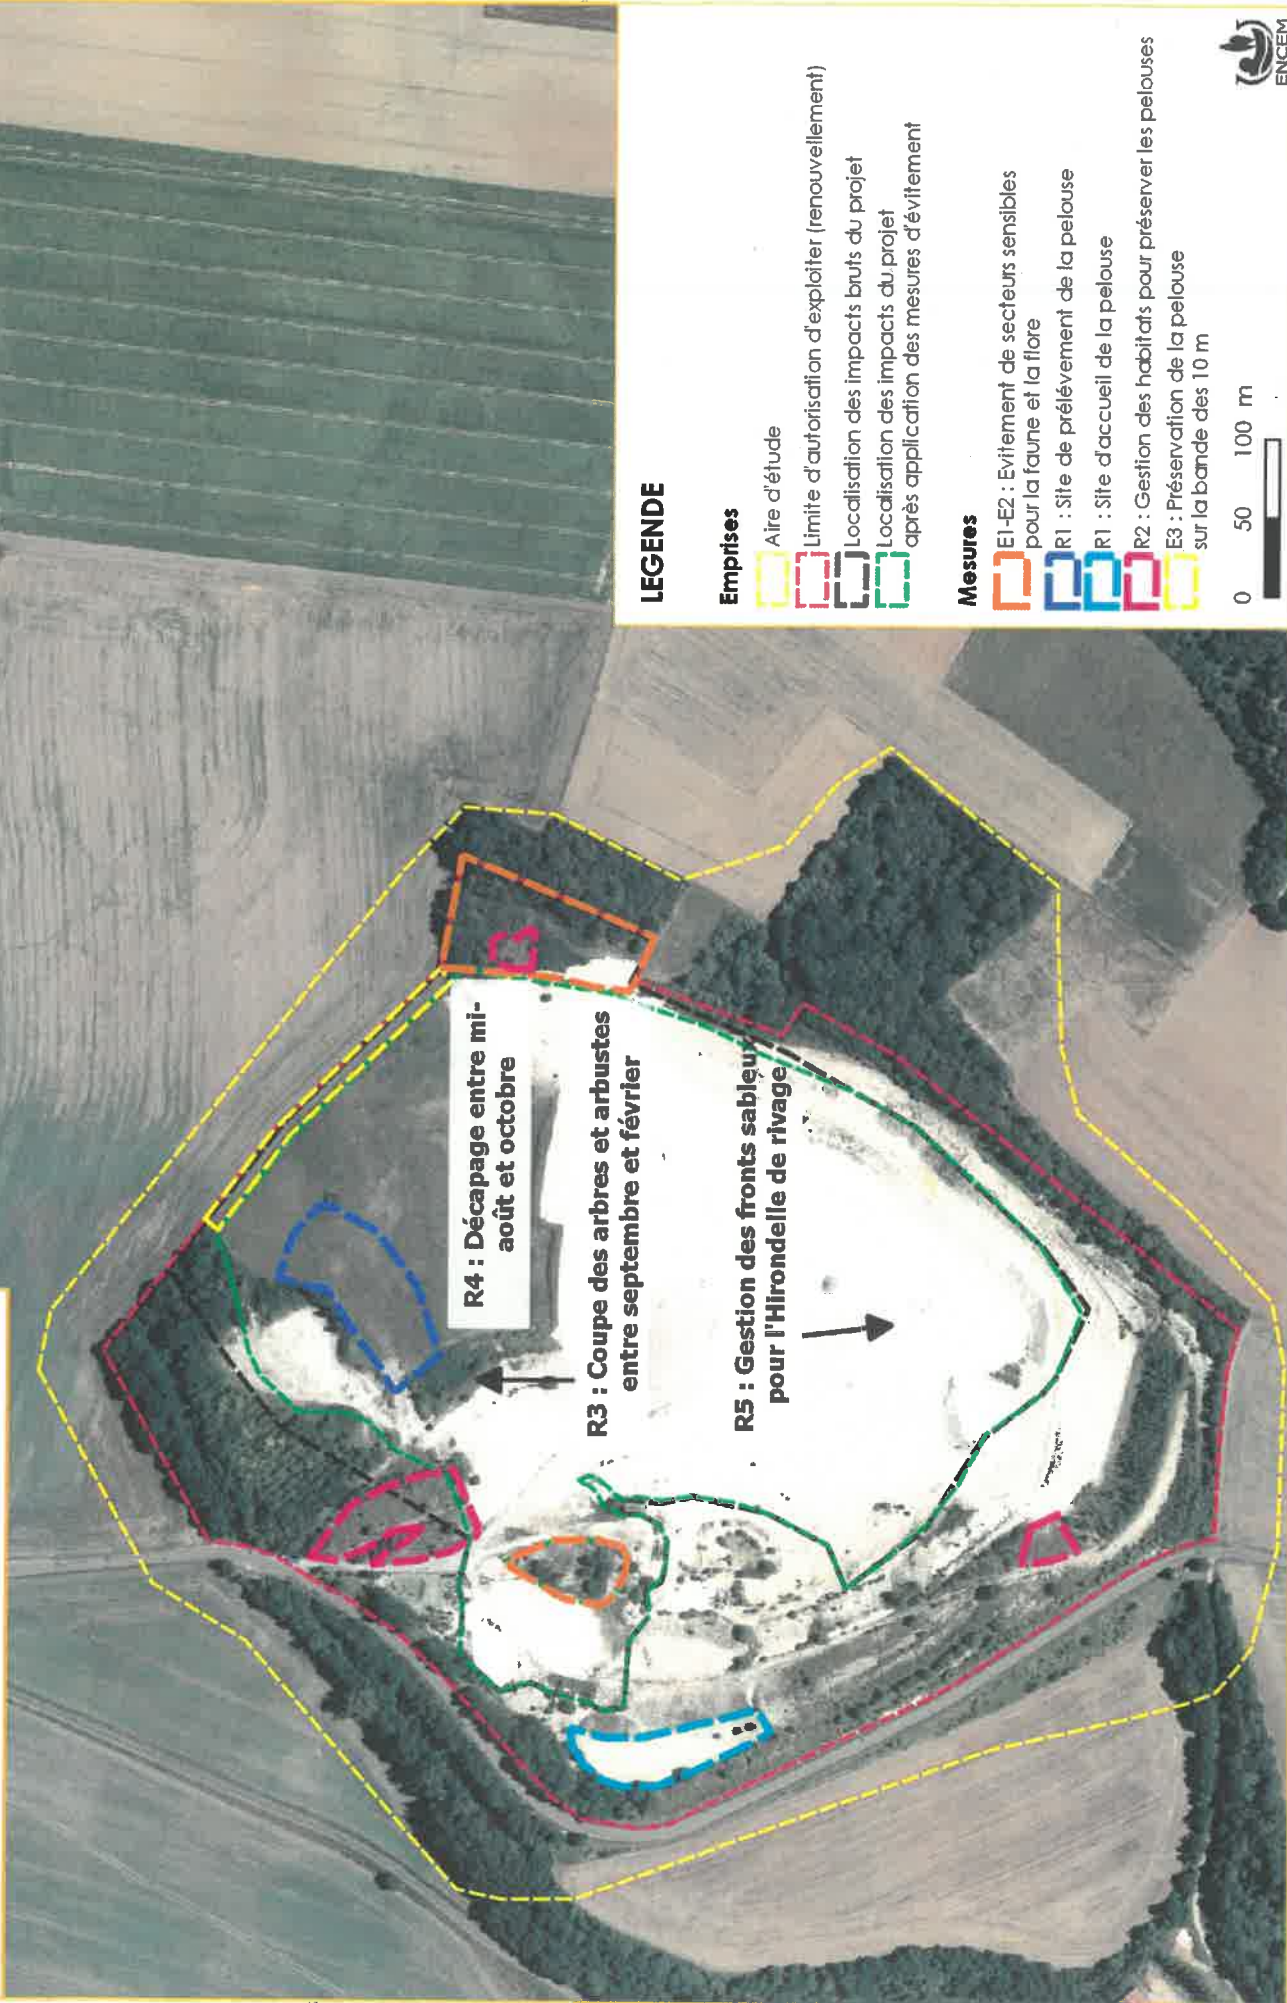 R4 : Décapage entre mi-
août et octobre
R3 : Coupe des arbres et arbustes
entre septembre et février
R5 : Gestion des fronts sableux
pour l'Hirondelle de rivage
LEGENDE
Emprises
Aire d'étude
Limite d'autorisation d'exploiter (renouvellement)
Localisation des impacts bruts du projet
Localisation des impacts du projet
après application des mesures d'évitement
Mesures
E1-E2 : Evitement de secteurs sensibles
pour la faune et la flore
R1 : Site de prélévement de la pelouse
R1 : Site d'accueil de la pelouse
R2 : Gestion des habitats pour préserver les pelouses
E3 : Préservation de la pelouse
sur la bande des 10 m
0 50 100 m
ENCEM